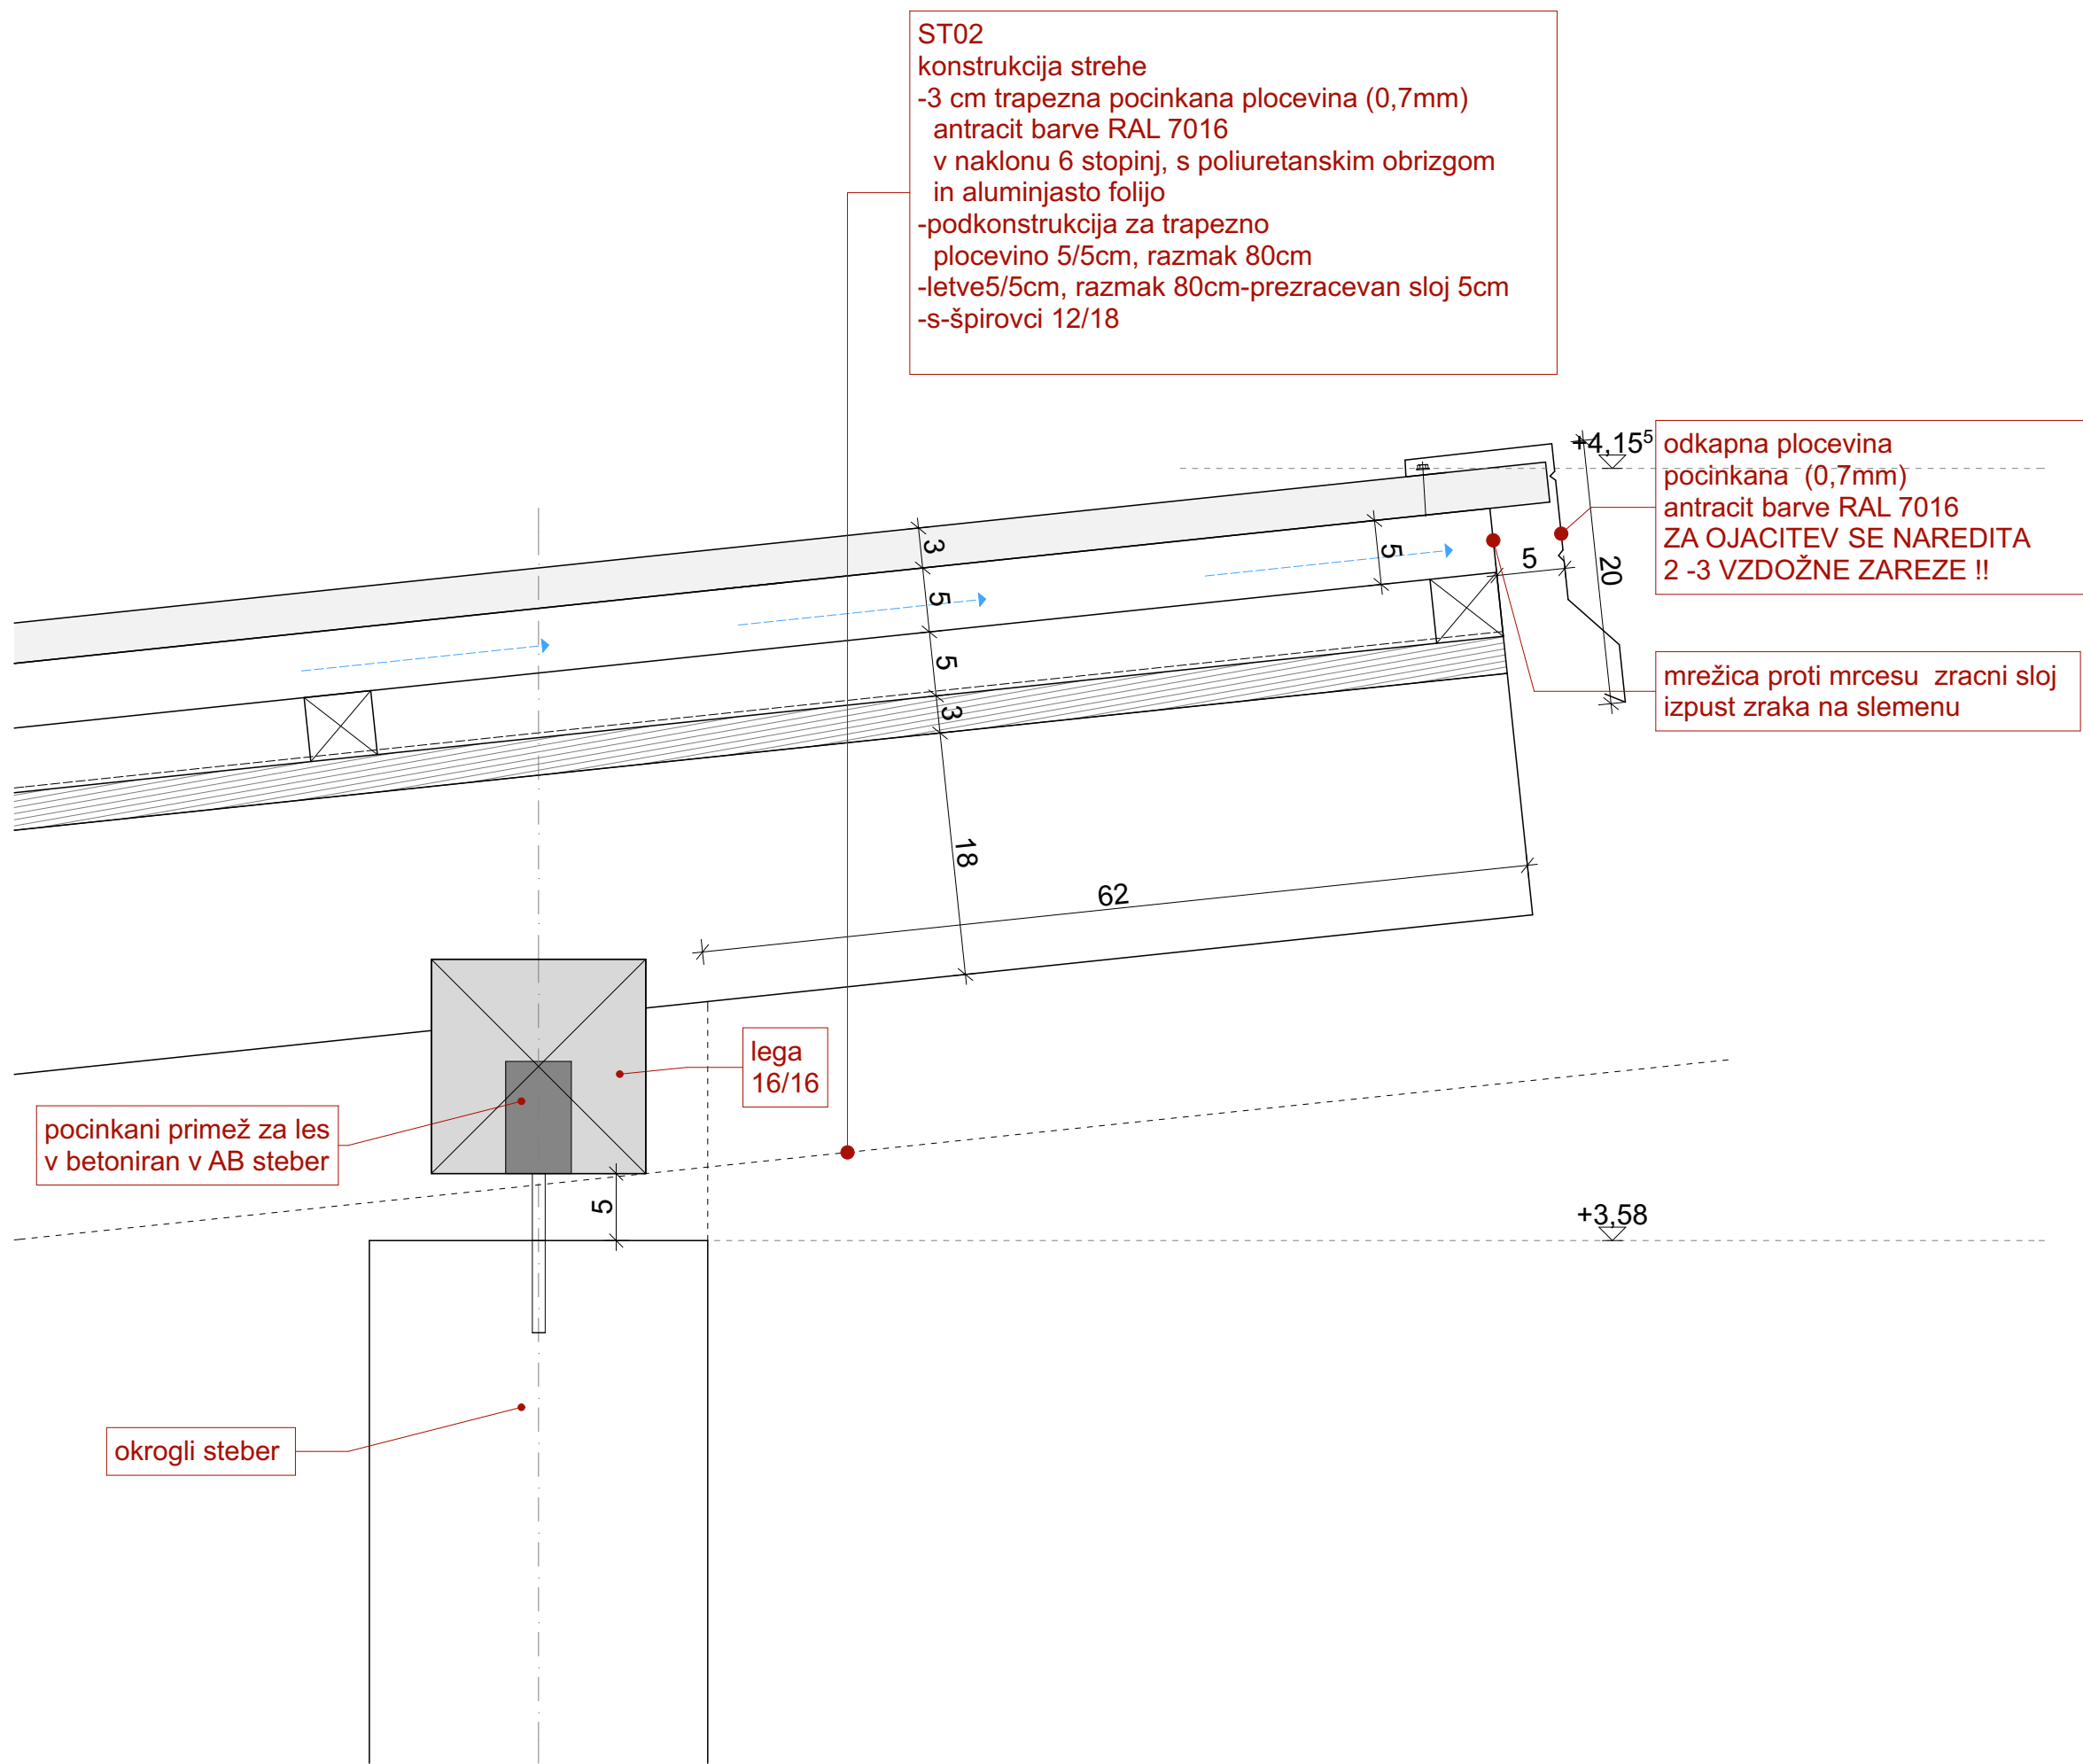 ST02
konstrukcija strehe
-3 cm trapezna pocinkana plocevina (0,7mm)
antracit barve RAL 7016
v naklonu 6 stopinj, s poliuretanskim obrizgom
in aluminjasto folijo
-podkonstrukcija za trapezno
plocevino 5/5cm, razmak 80cm
-letve5/5cm, razmak 80cm-prezracevan sloj 5cm
-s-špirovci 12/18
+4,15⁵
odkapna plocevina
pocinkana (0,7mm)
antracit barve RAL 7016
ZA OJACITEV SE NAREDITA
2 -3 VZDOŽNE ZAREZE !!
3
5
5
3
18
5
5
20
mrežica proti mrcesu zracni sloj
izpust zraka na slemenu
62
lega
16/16
pocinkani primež za les
v betoniran v AB steber
5
+3,58
okrogli steber